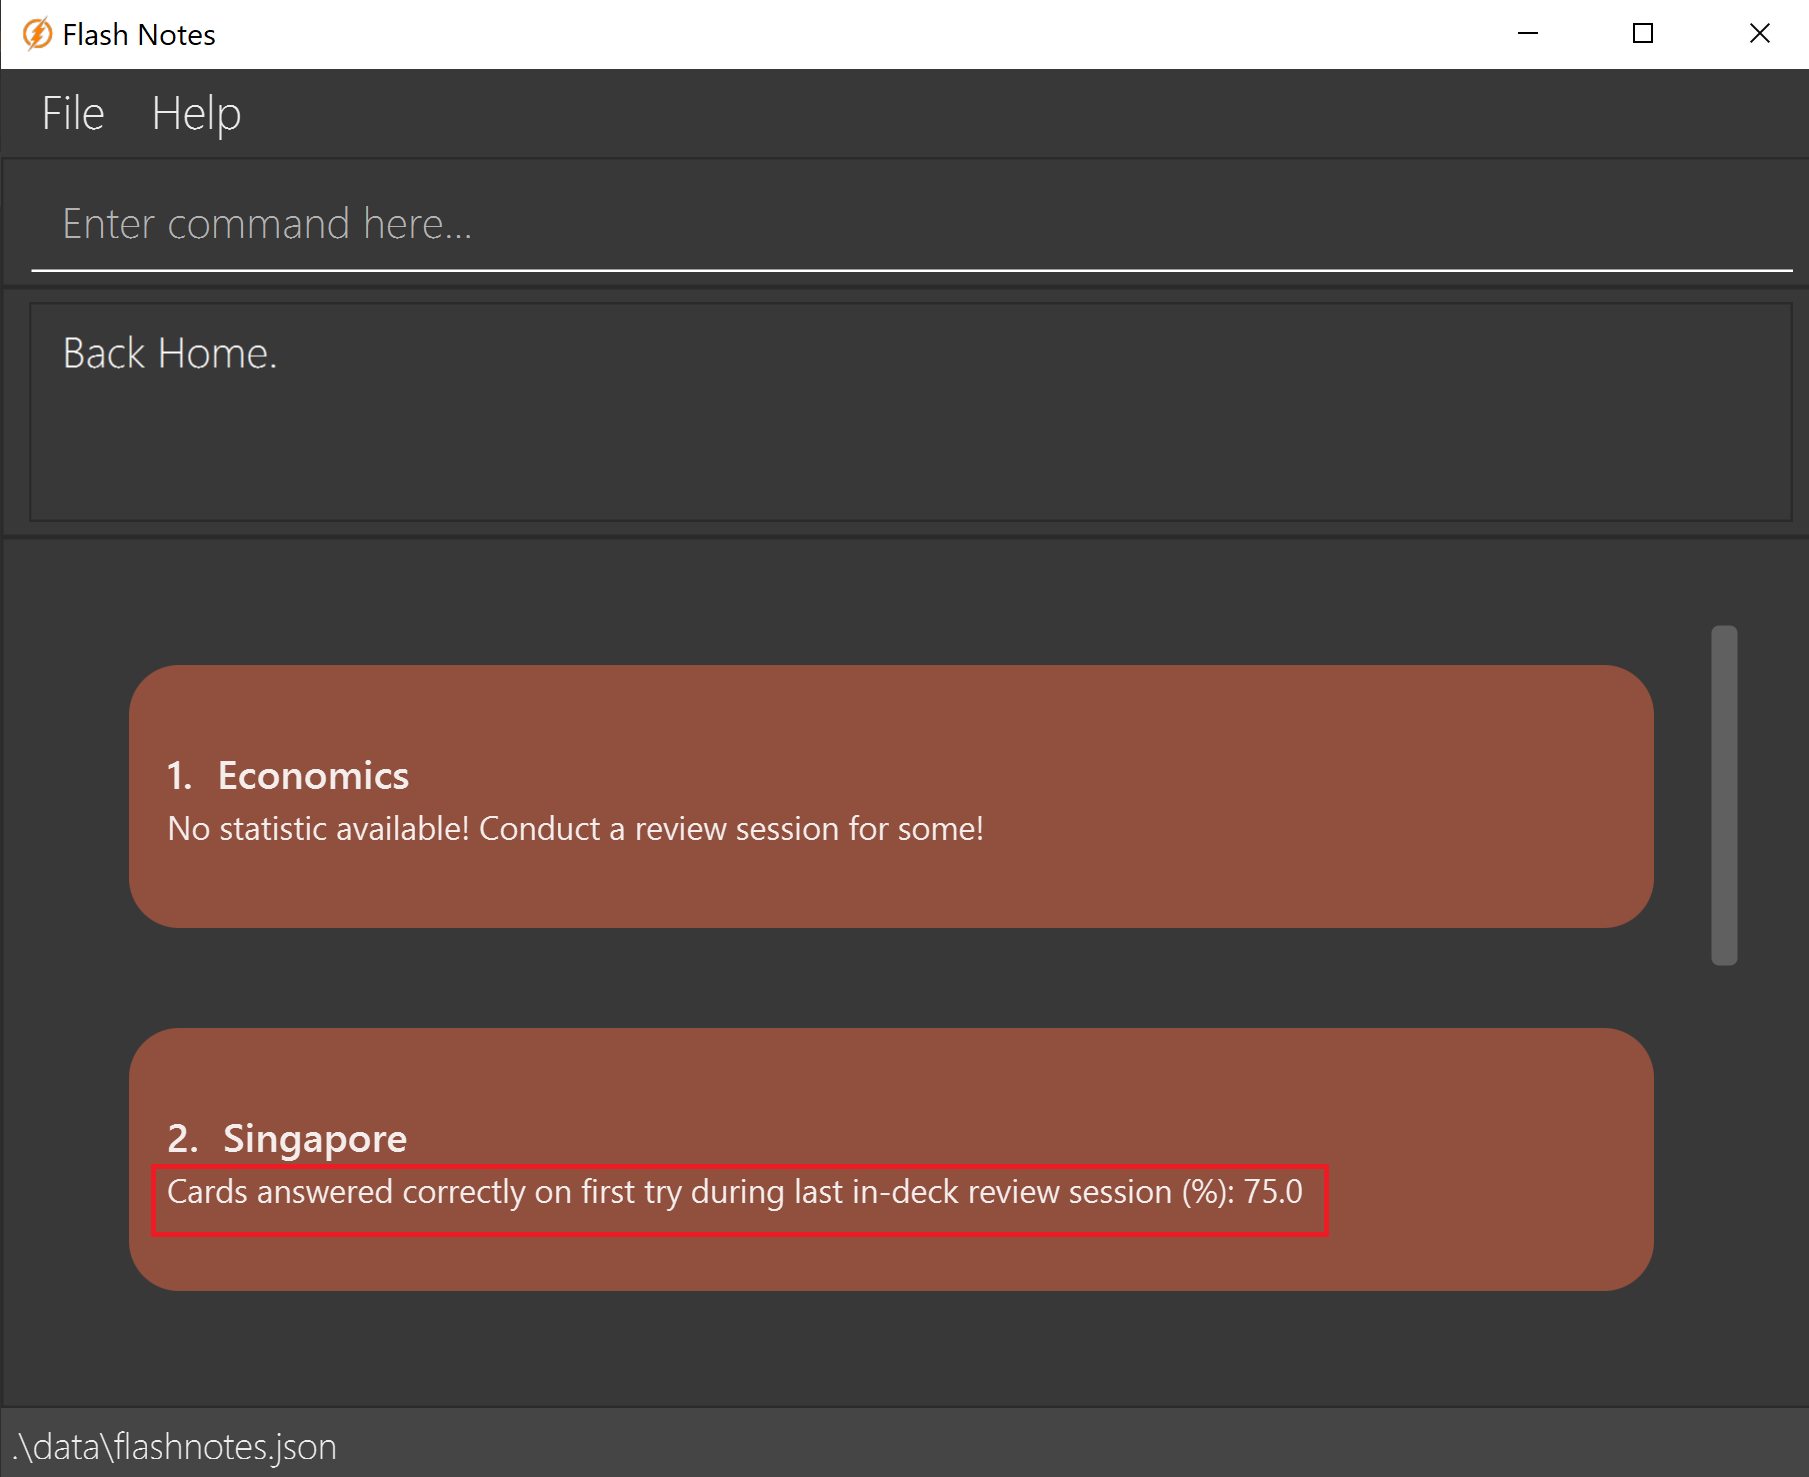 Flash Notes
File Help
Enter command here...
Back Home.
1. Economics
No statistic available! Conduct a review session for some!
2. Singapore
Cards answered correctly on first try during last in-deck review session (%): 75.0
.\data\flashnotes.json